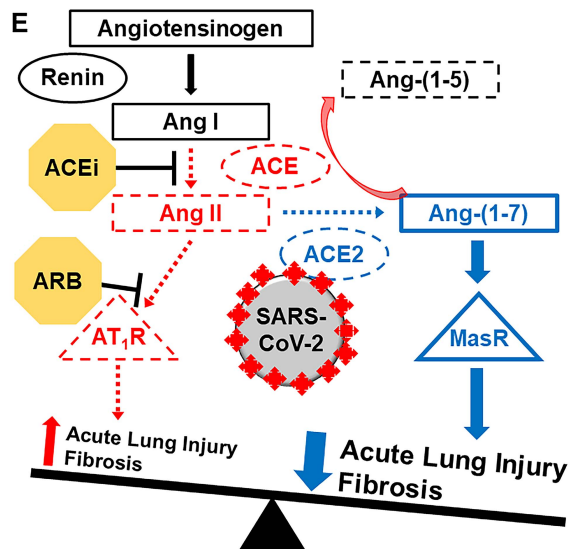 E
Angiotensinogen
Renin
Ang-(1-5)
Ang I
ACEi
ACE
Ang II
Ang-(1-7)
ACE2
ARB
SARS-
CoV-2
AT₁R
MasR
Acute Lung Injury
Fibrosis
Acute Lung Injury
Fibrosis